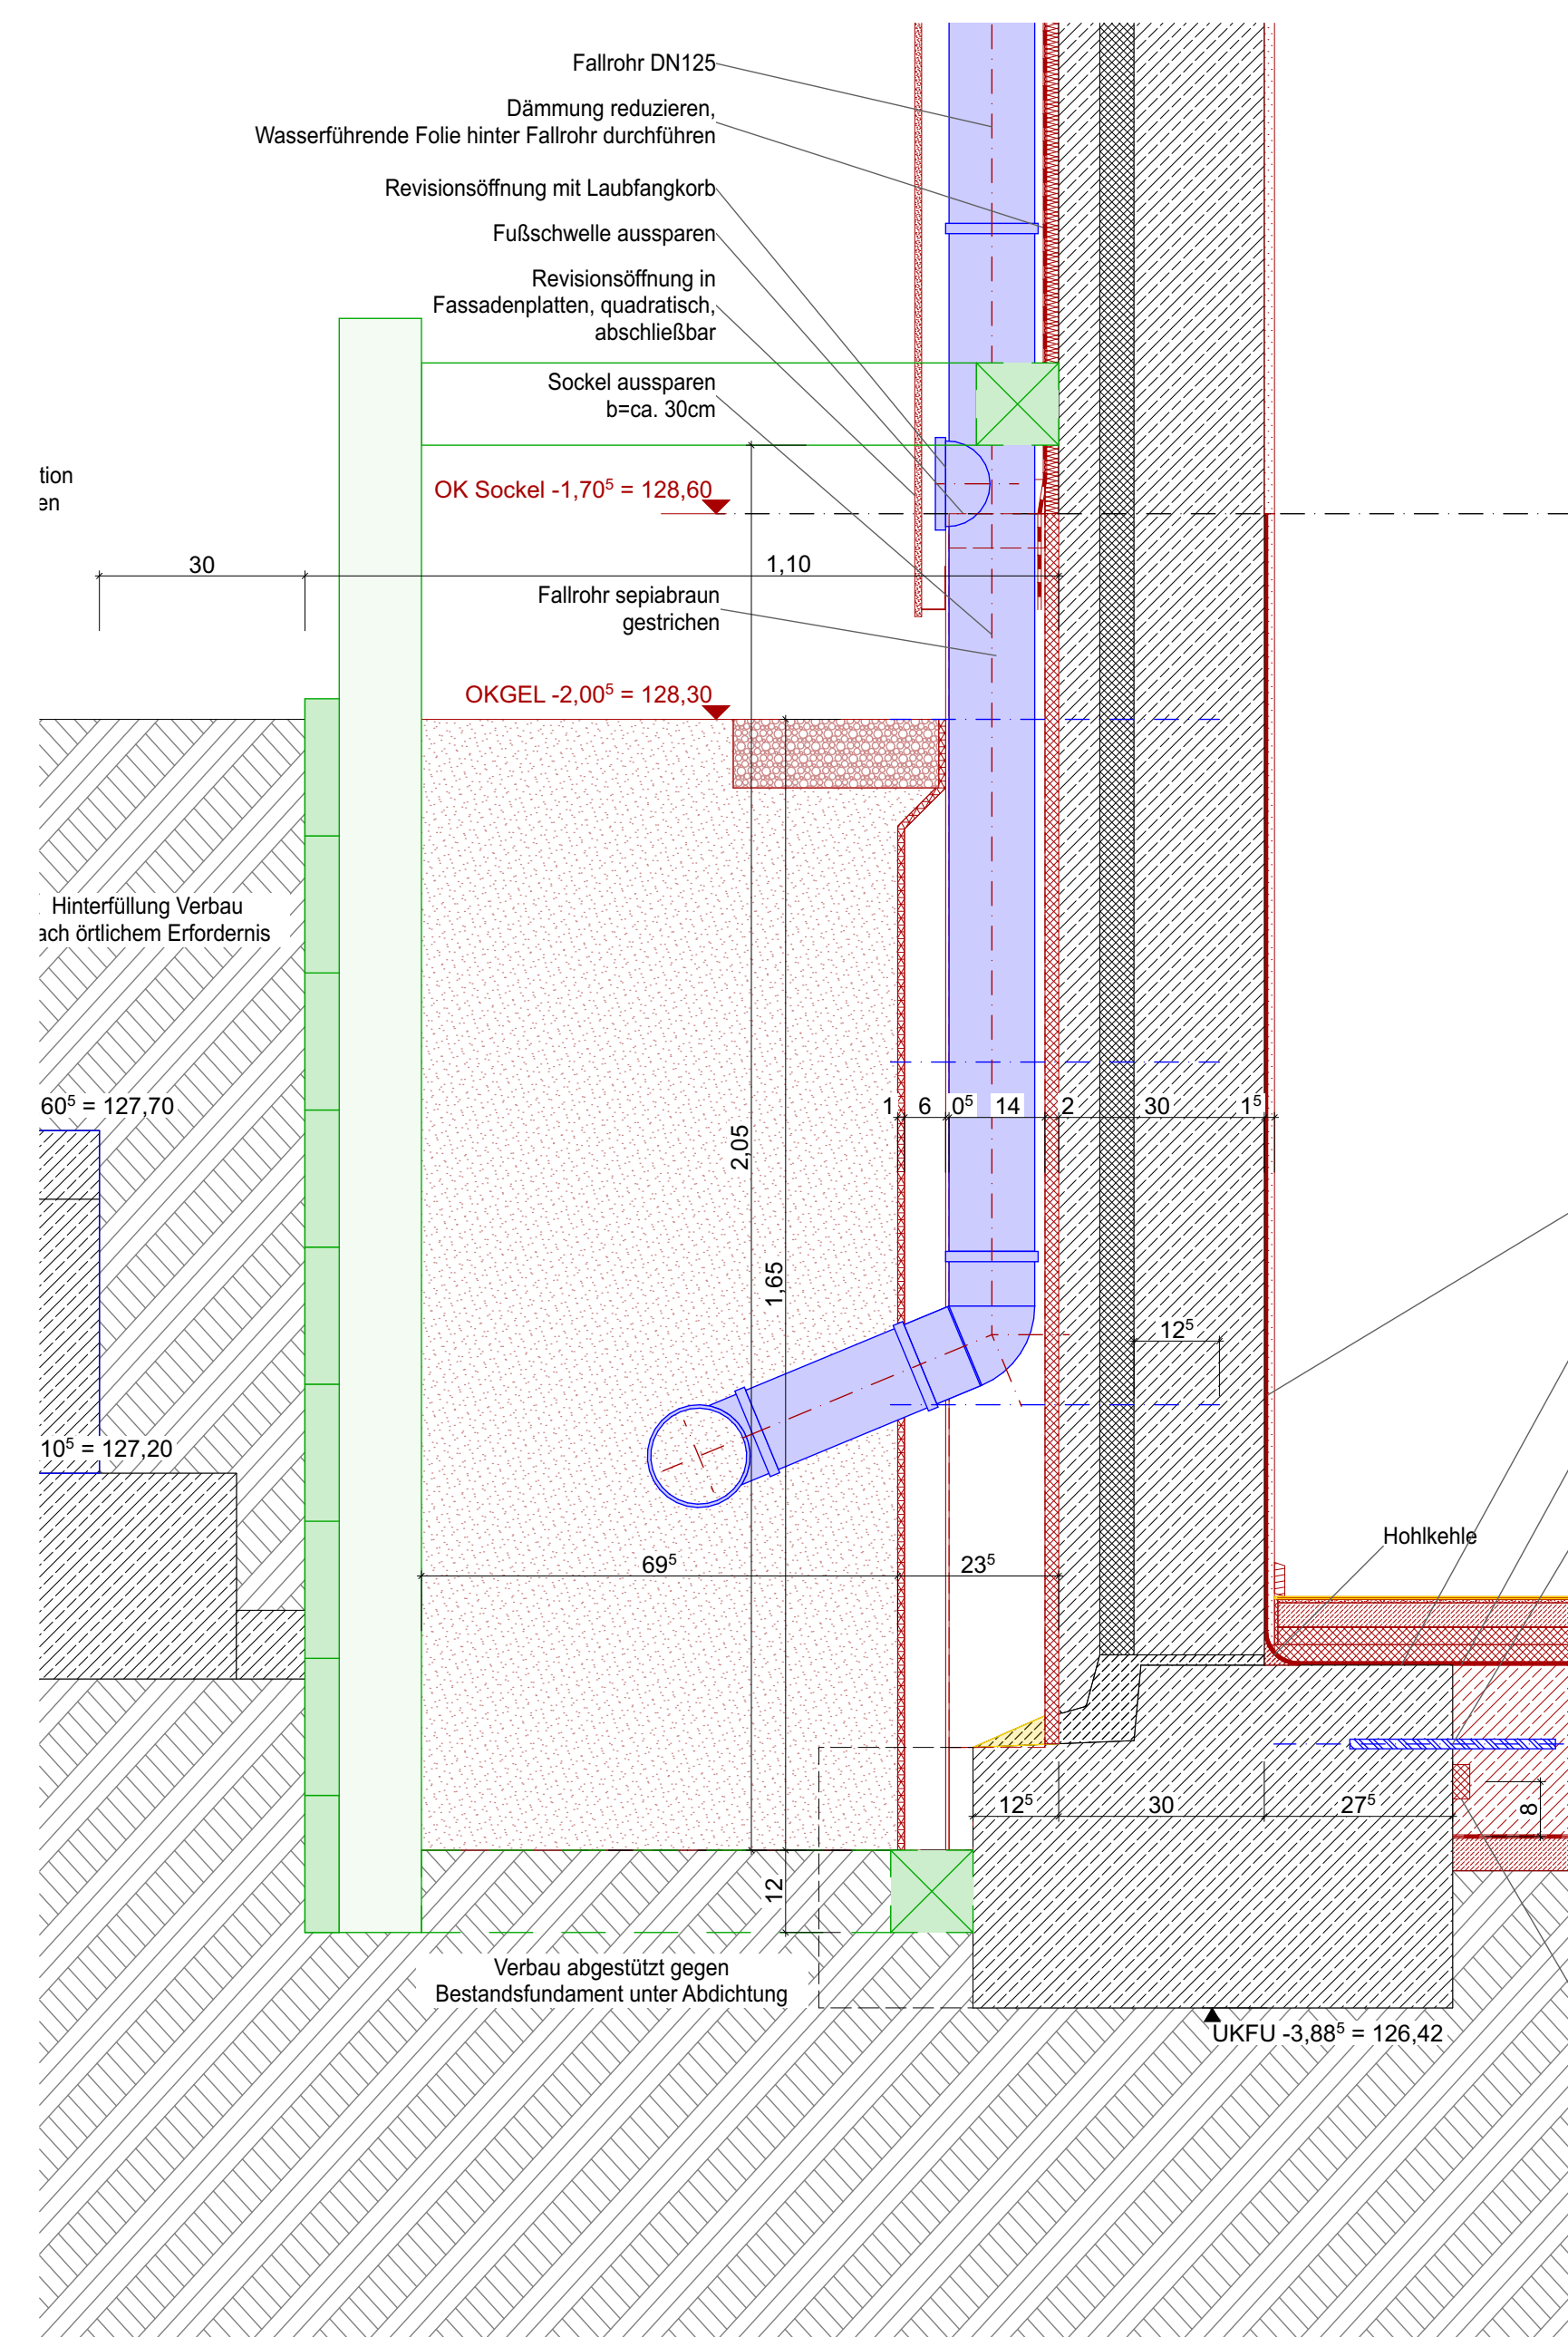 Fallrohr DN125
Dämmung reduzieren,
Wasserführende Folie hinter Fallrohr durchführen
Revisionsöffnung mit Laubfangkorb
Fußschwelle aussparen
Revisionsöffnung in
Fassadenplatten, quadratisch,
abschließbar
Sockel aussparen
b=ca. 30cm
tion
en
OK Sockel -1,70⁵ = 128,60
30
1,10
Fallrohr sepiabraun
gestrichen
OKGEL -2,00⁵ = 128,30
Hinterfüllung Verbau
ach örtlichem Erfordernis
60⁵ = 127,70
1 6 0⁵ 14 2 30 1⁵
2,05
1,65
12⁵
10⁵ = 127,20
Hohlkehle
69⁵
23⁵
12⁵
30
27⁵
8
12
Verbau abgestützt gegen
Bestandsfundament unter Abdichtung
UKFU -3,88⁵ = 126,42